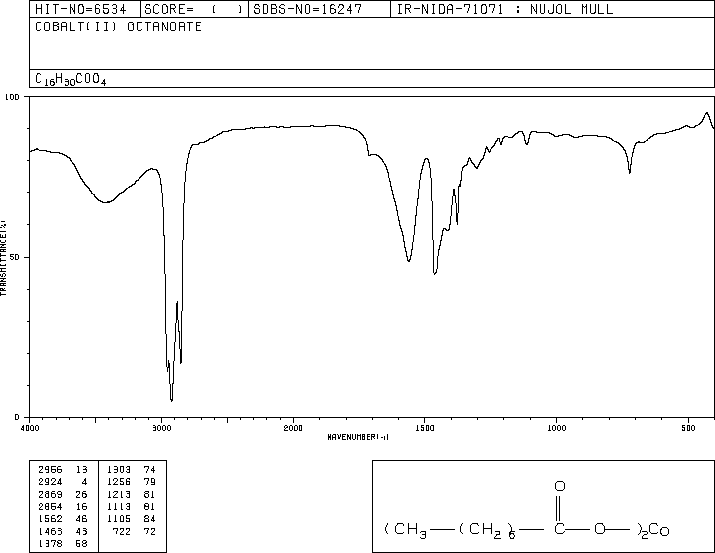 HIT-NO=6534 SCORE= ( ) SDBS-NO=16247 IR-NIDA-71071 : NUJOL MULL
COBALT(II) OCTANOATE
C16H30COO4
100
50
0
TRANSMITTANCE(%)
4000 3000 2000 1500 1000 500
WAVENUMBER(-1)
2956 13 1303 74
2924 4 1256 79
2869 26 1213 81
2854 16 1113 81
1562 46 1105 84
1463 43 722 72
1378 58
O
(CH3 (CH2)6 C O )2Co